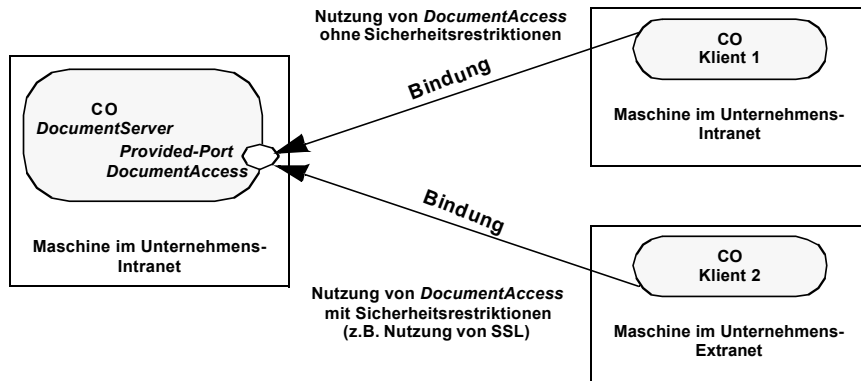 Nutzung von DocumentAccess
ohne Sicherheitsrestriktionen
Bindung
CO
Klient 1
Maschine im Unternehmens-
Intranet
CO
DocumentServer
Provided-Port
DocumentAccess
Maschine im Unternehmens-
Intranet
Bindung
CO
Klient 2
Maschine im Unternehmens-
Extranet
Nutzung von DocumentAccess
mit Sicherheitsrestriktionen
(z.B. Nutzung von SSL)